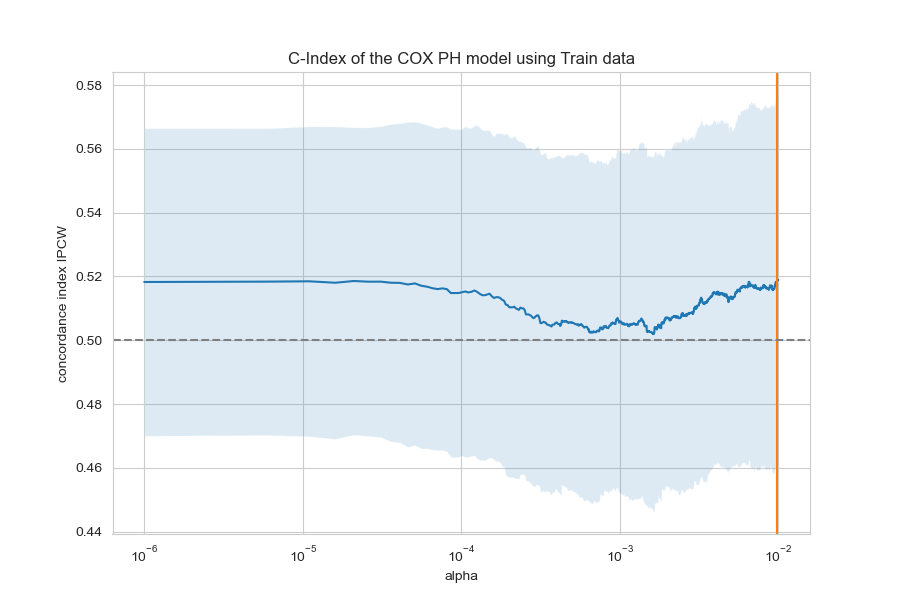 C-Index of the COX PH model using Train data
concordance index IPCW
0.58
0.56
0.54
0.52
0.50
0.48
0.46
0.44
10⁻⁶ 10⁻⁵ 10⁻⁴ 10⁻³ 10⁻²
alpha